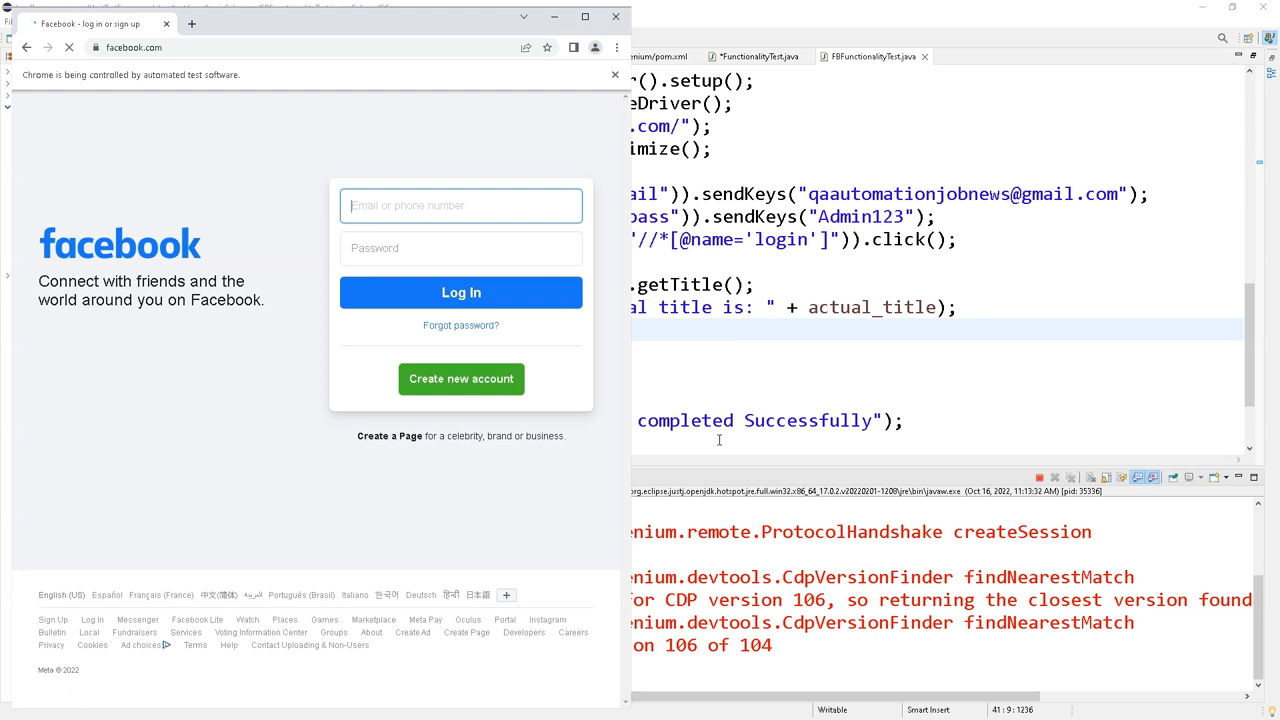 Facebook - log in or sign up
facebook.com
Chrome is being controlled by automated test software.
facebook
Connect with friends and the
world around you on Facebook.
Email or phone number
Password
Log In
Forgot password?
Create new account
Create a Page for a celebrity, brand or business.
English (US) Español Français (France) 中文(简体) العربية Português (Brasil) Italiano 한국어 Deutsch हिन्दी 日本語 +
Sign Up Log In Messenger Facebook Lite Watch Places Games Marketplace Meta Pay Oculus Portal Instagram
Bulletin Local Fundraisers Services Voting Information Center Groups About Create Ad Create Page Developers Careers
Privacy Cookies Ad choices Terms Help Contact Uploading & Non-Users
Meta © 2022
enium/pom.xml *FunctionalityTest.java FBFunctionalityTest.java
r().setup();
eDriver();
.com/");
imize();
ail")).sendKeys("qaautomationjobnews@gmail.com");
pass")).sendKeys("Admin123");
'//*[@name='login']")).click();
.getTitle();
al title is: " + actual_title);
completed Successfully");
org.eclipse.justj.openjdk.hotspot.jre.full.win32.x86_64_17.0.2.v20220201-1208\jre\bin\javaw.exe (Oct 16, 2022, 11:13:32 AM) [pid: 35336]
enium.remote.ProtocolHandshake createSession
enium.devtools.CdpVersionFinder findNearestMatch
for CDP version 106, so returning the closest version found
enium.devtools.CdpVersionFinder findNearestMatch
on 106 of 104
Writable Smart Insert 41 : 9 : 1236